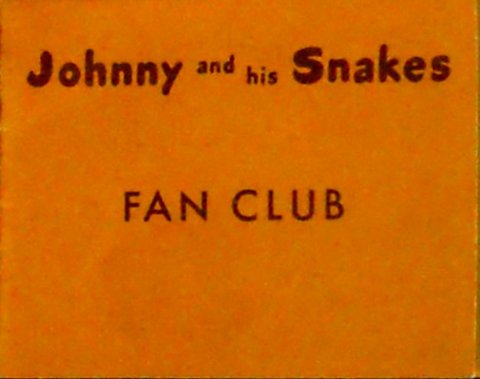 Johnny and his Snakes
FAN CLUB